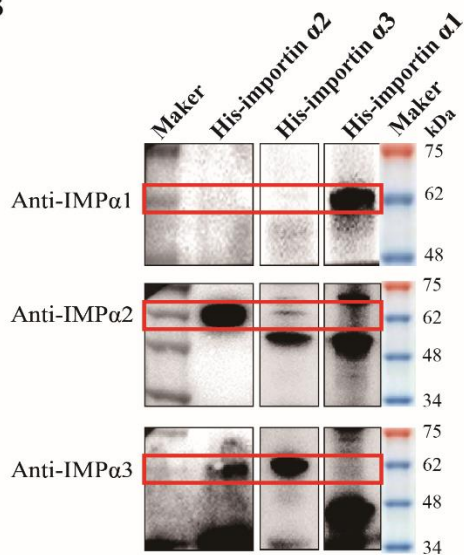 B
Maker
His-importin α2
His-importin α3
His-importin α1
Maker
kDa
Anti-IMPα1
75
62
48
Anti-IMPα2
75
62
48
34
Anti-IMPα3
75
62
48
34